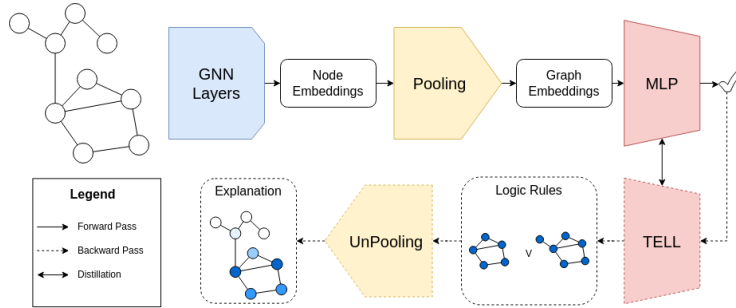 GNN
Layers
Node
Embeddings
Pooling
Graph
Embeddings
MLP
Legend
Forward Pass
Backward Pass
Distillation
Explanation
UnPooling
Logic Rules
v
TELL